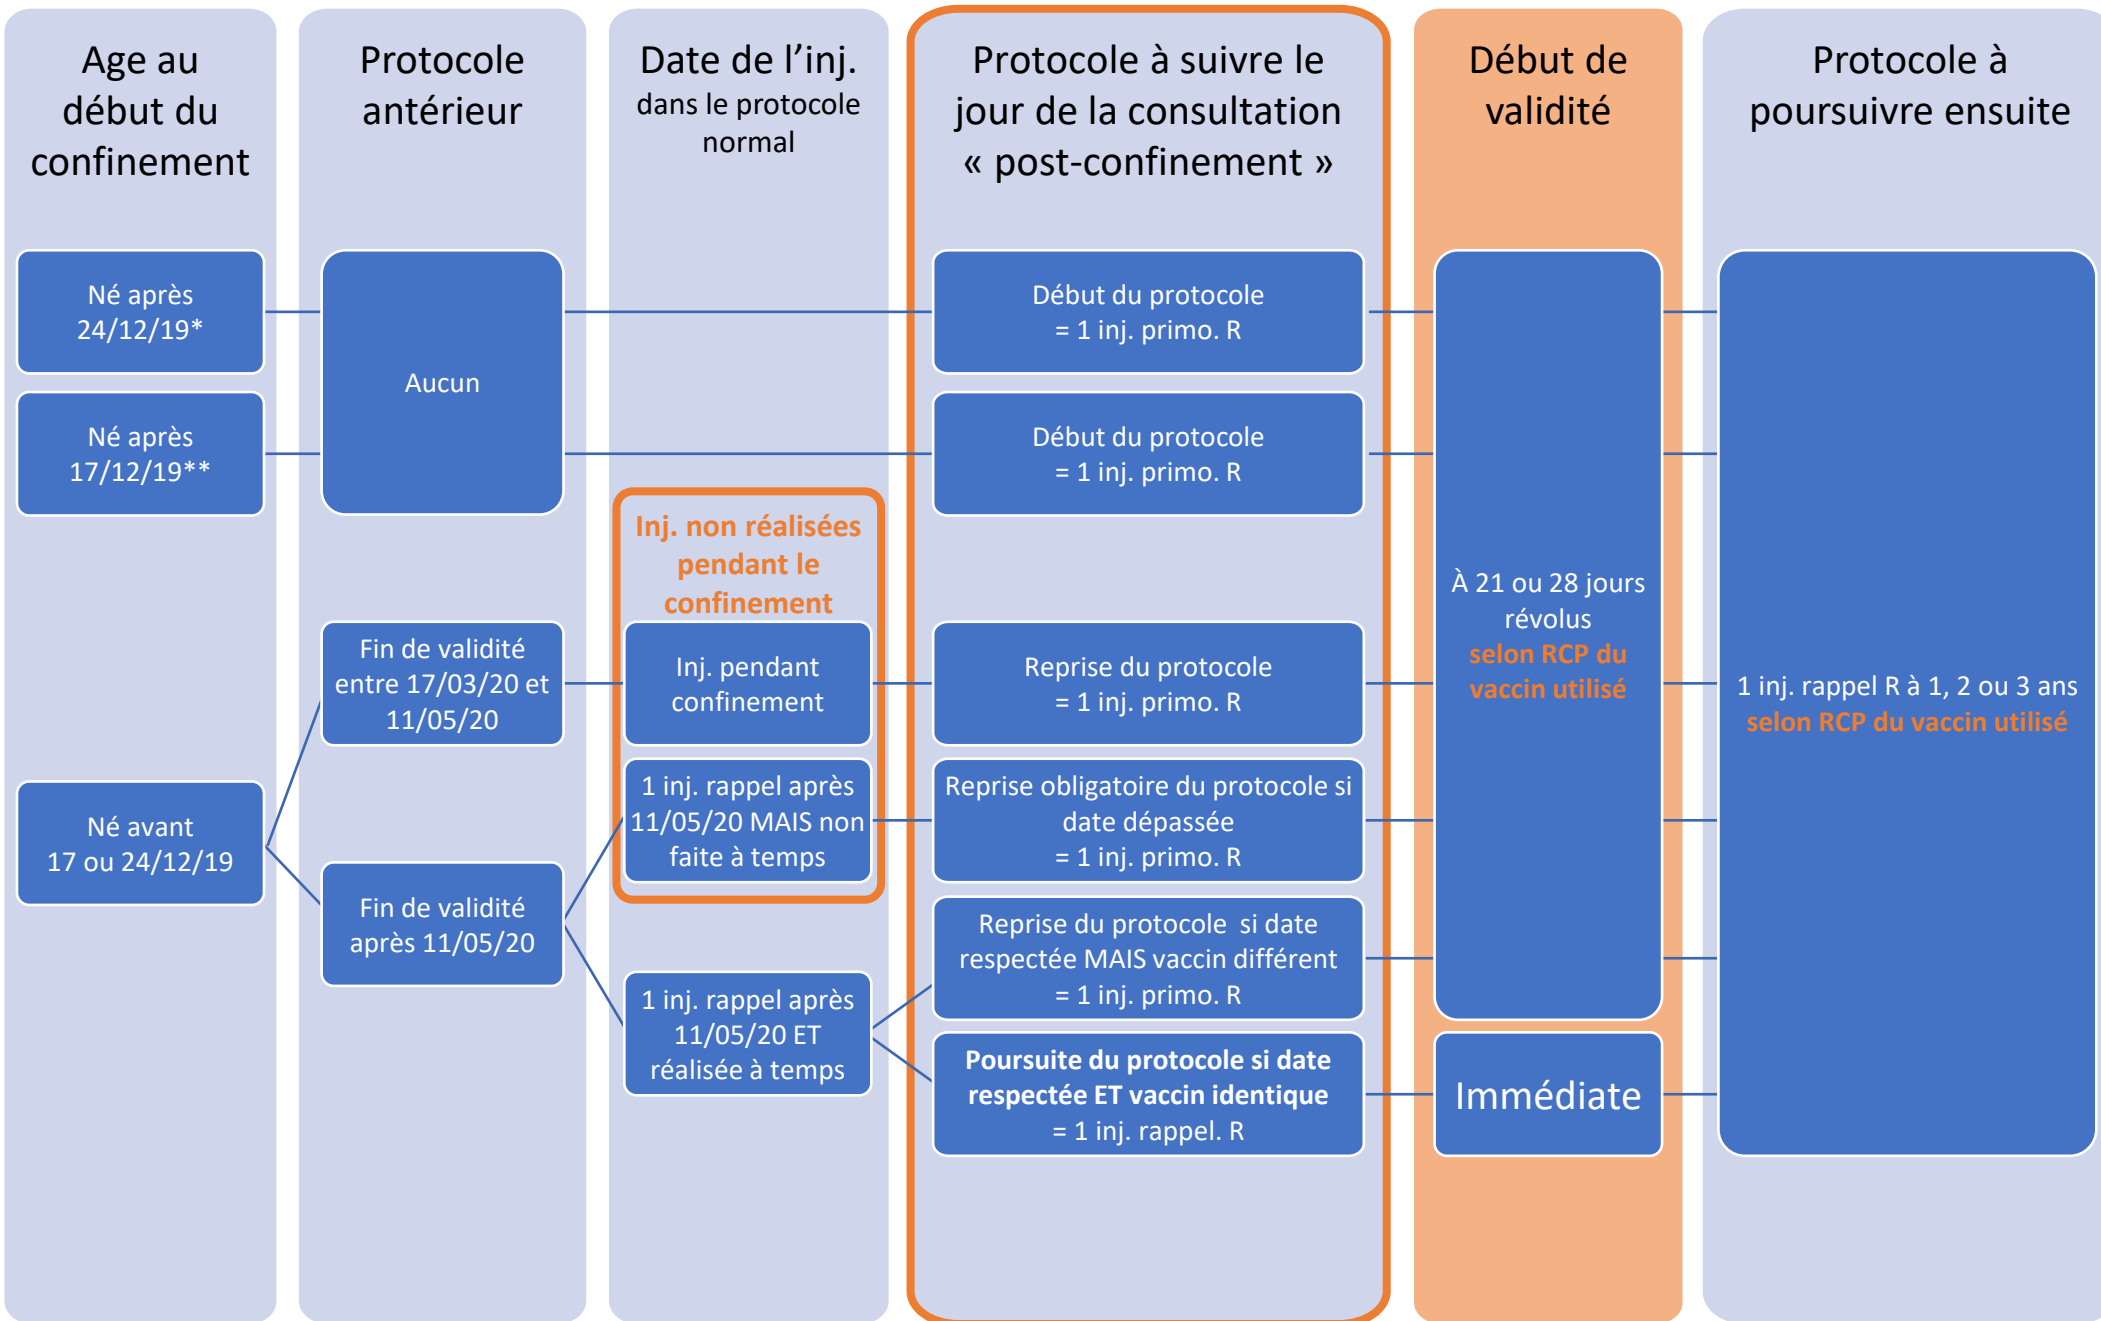 Age au
début du
confinement
Protocole
antérieur
Date de l’inj.
dans le protocole
normal
Protocole à suivre le
jour de la consultation
« post-confinement »
Début de
validité
Protocole à
poursuivre ensuite
Né après
24/12/19*
Aucun
Début du protocole
= 1 inj. primo. R
Né après
17/12/19**
Début du protocole
= 1 inj. primo. R
Inj. non réalisées
pendant le
confinement
À 21 ou 28 jours
révolus
selon RCP du
vaccin utilisé
1 inj. rappel R à 1, 2 ou 3 ans
selon RCP du vaccin utilisé
Né avant
17 ou 24/12/19
Fin de validité
entre 17/03/20 et
11/05/20
Inj. pendant
confinement
Reprise du protocole
= 1 inj. primo. R
Fin de validité
après 11/05/20
1 inj. rappel après
11/05/20 MAIS non
faite à temps
Reprise obligatoire du protocole si
date dépassée
= 1 inj. primo. R
1 inj. rappel après
11/05/20 ET
réalisée à temps
Reprise du protocole  si date
respectée MAIS vaccin différent
= 1 inj. primo. R
Poursuite du protocole si date
respectée ET vaccin identique
= 1 inj. rappel. R
Immédiate